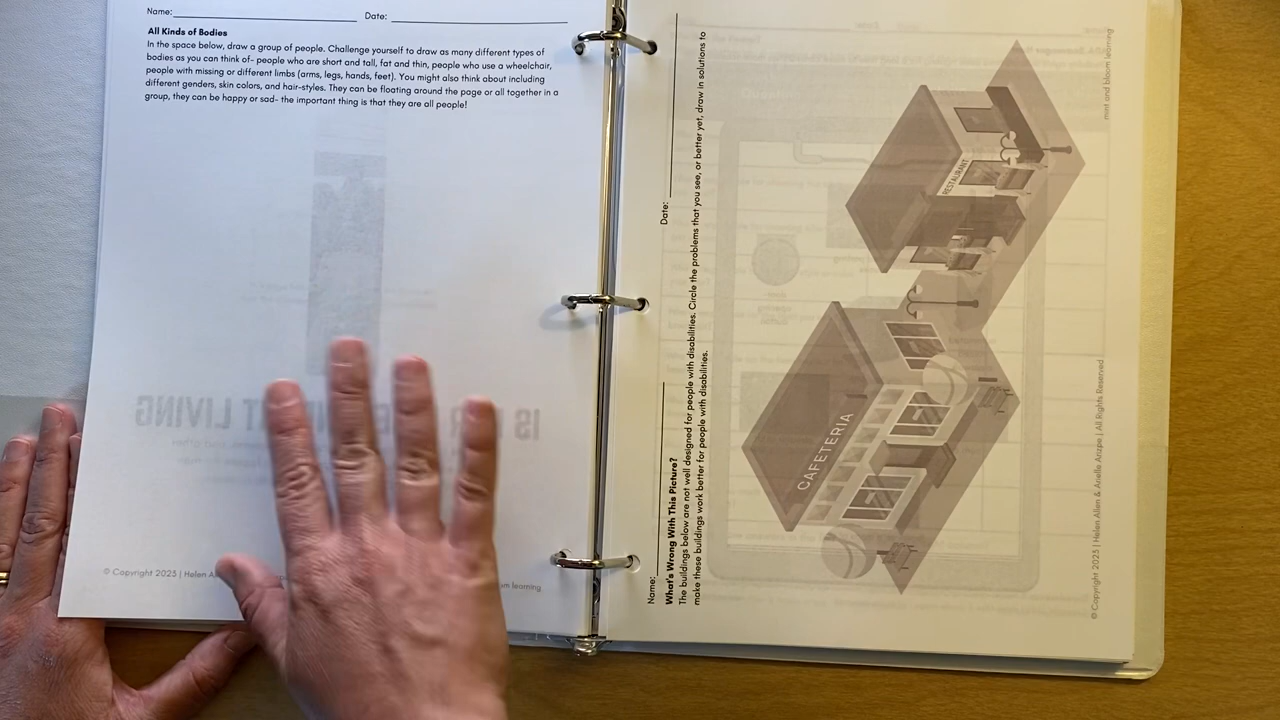 Name: Date:
All Kinds of Bodies
In the space below, draw a group of people. Challenge yourself to draw as many different types of
bodies as you can think of- people who are short and tall, fat and thin, people who use a wheelchair,
people with missing or different limbs (arms, legs, hands, feet). You might also think about including
different genders, skin colors, and hair-styles. They can be floating around the page or all together in a
group, they can be happy or sad- the important thing is that they are all people!
© Copyright 2023 | Helen learning
Name: Date:
What's Wrong With This Picture?
The buildings below are not well designed for people with disabilities. Circle the problems that you see, or better yet, draw in solutions to
make these buildings work better for people with disabilities.
CAFETERIA
RESTAURANT
© Copyright 2023 | Helen Allen & Arielle Arizpe | All Rights Reserved
mint and bloom learning